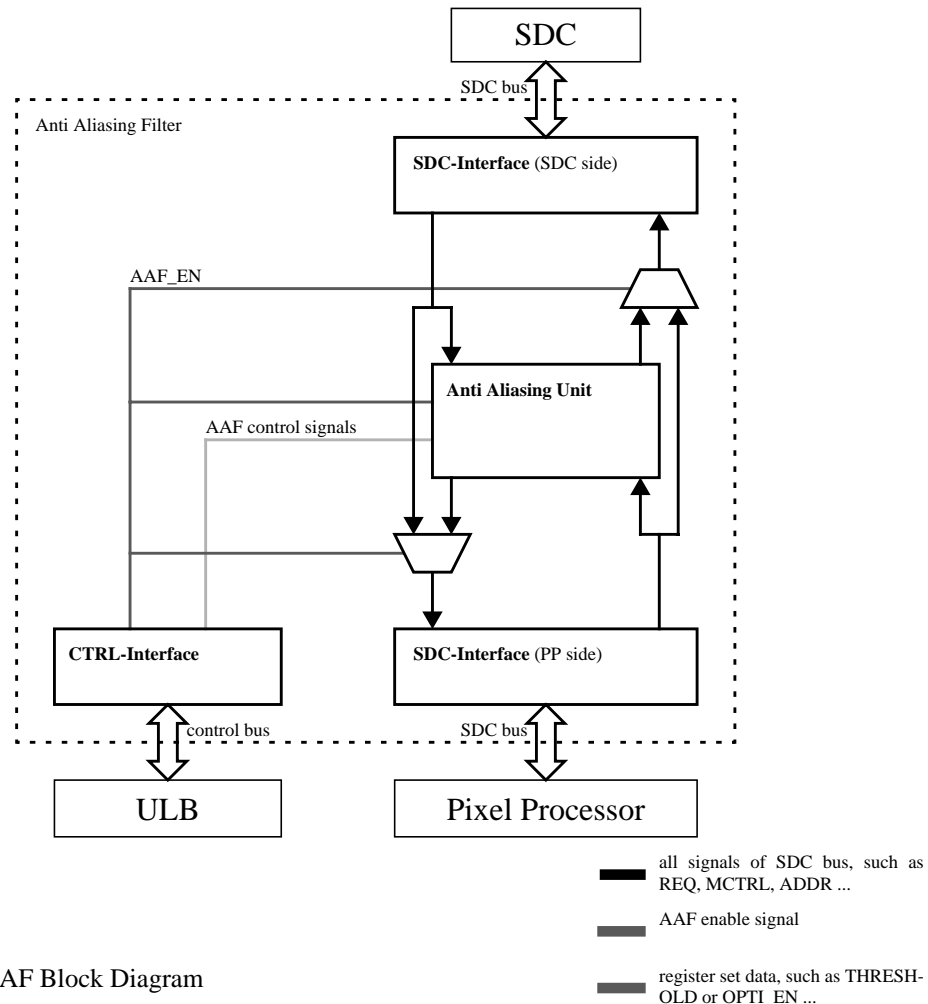 SDC
SDC bus
Anti Aliasing Filter
SDC-Interface (SDC side)
AAF_EN
Anti Aliasing Unit
AAF control signals
CTRL-Interface
SDC-Interface (PP side)
control bus
SDC bus
ULB
Pixel Processor
all signals of SDC bus, such as
REQ, MCTRL, ADDR ...
AAF enable signal
register set data, such as THRESH-
OLD or OPTI_EN ...
AF Block Diagram